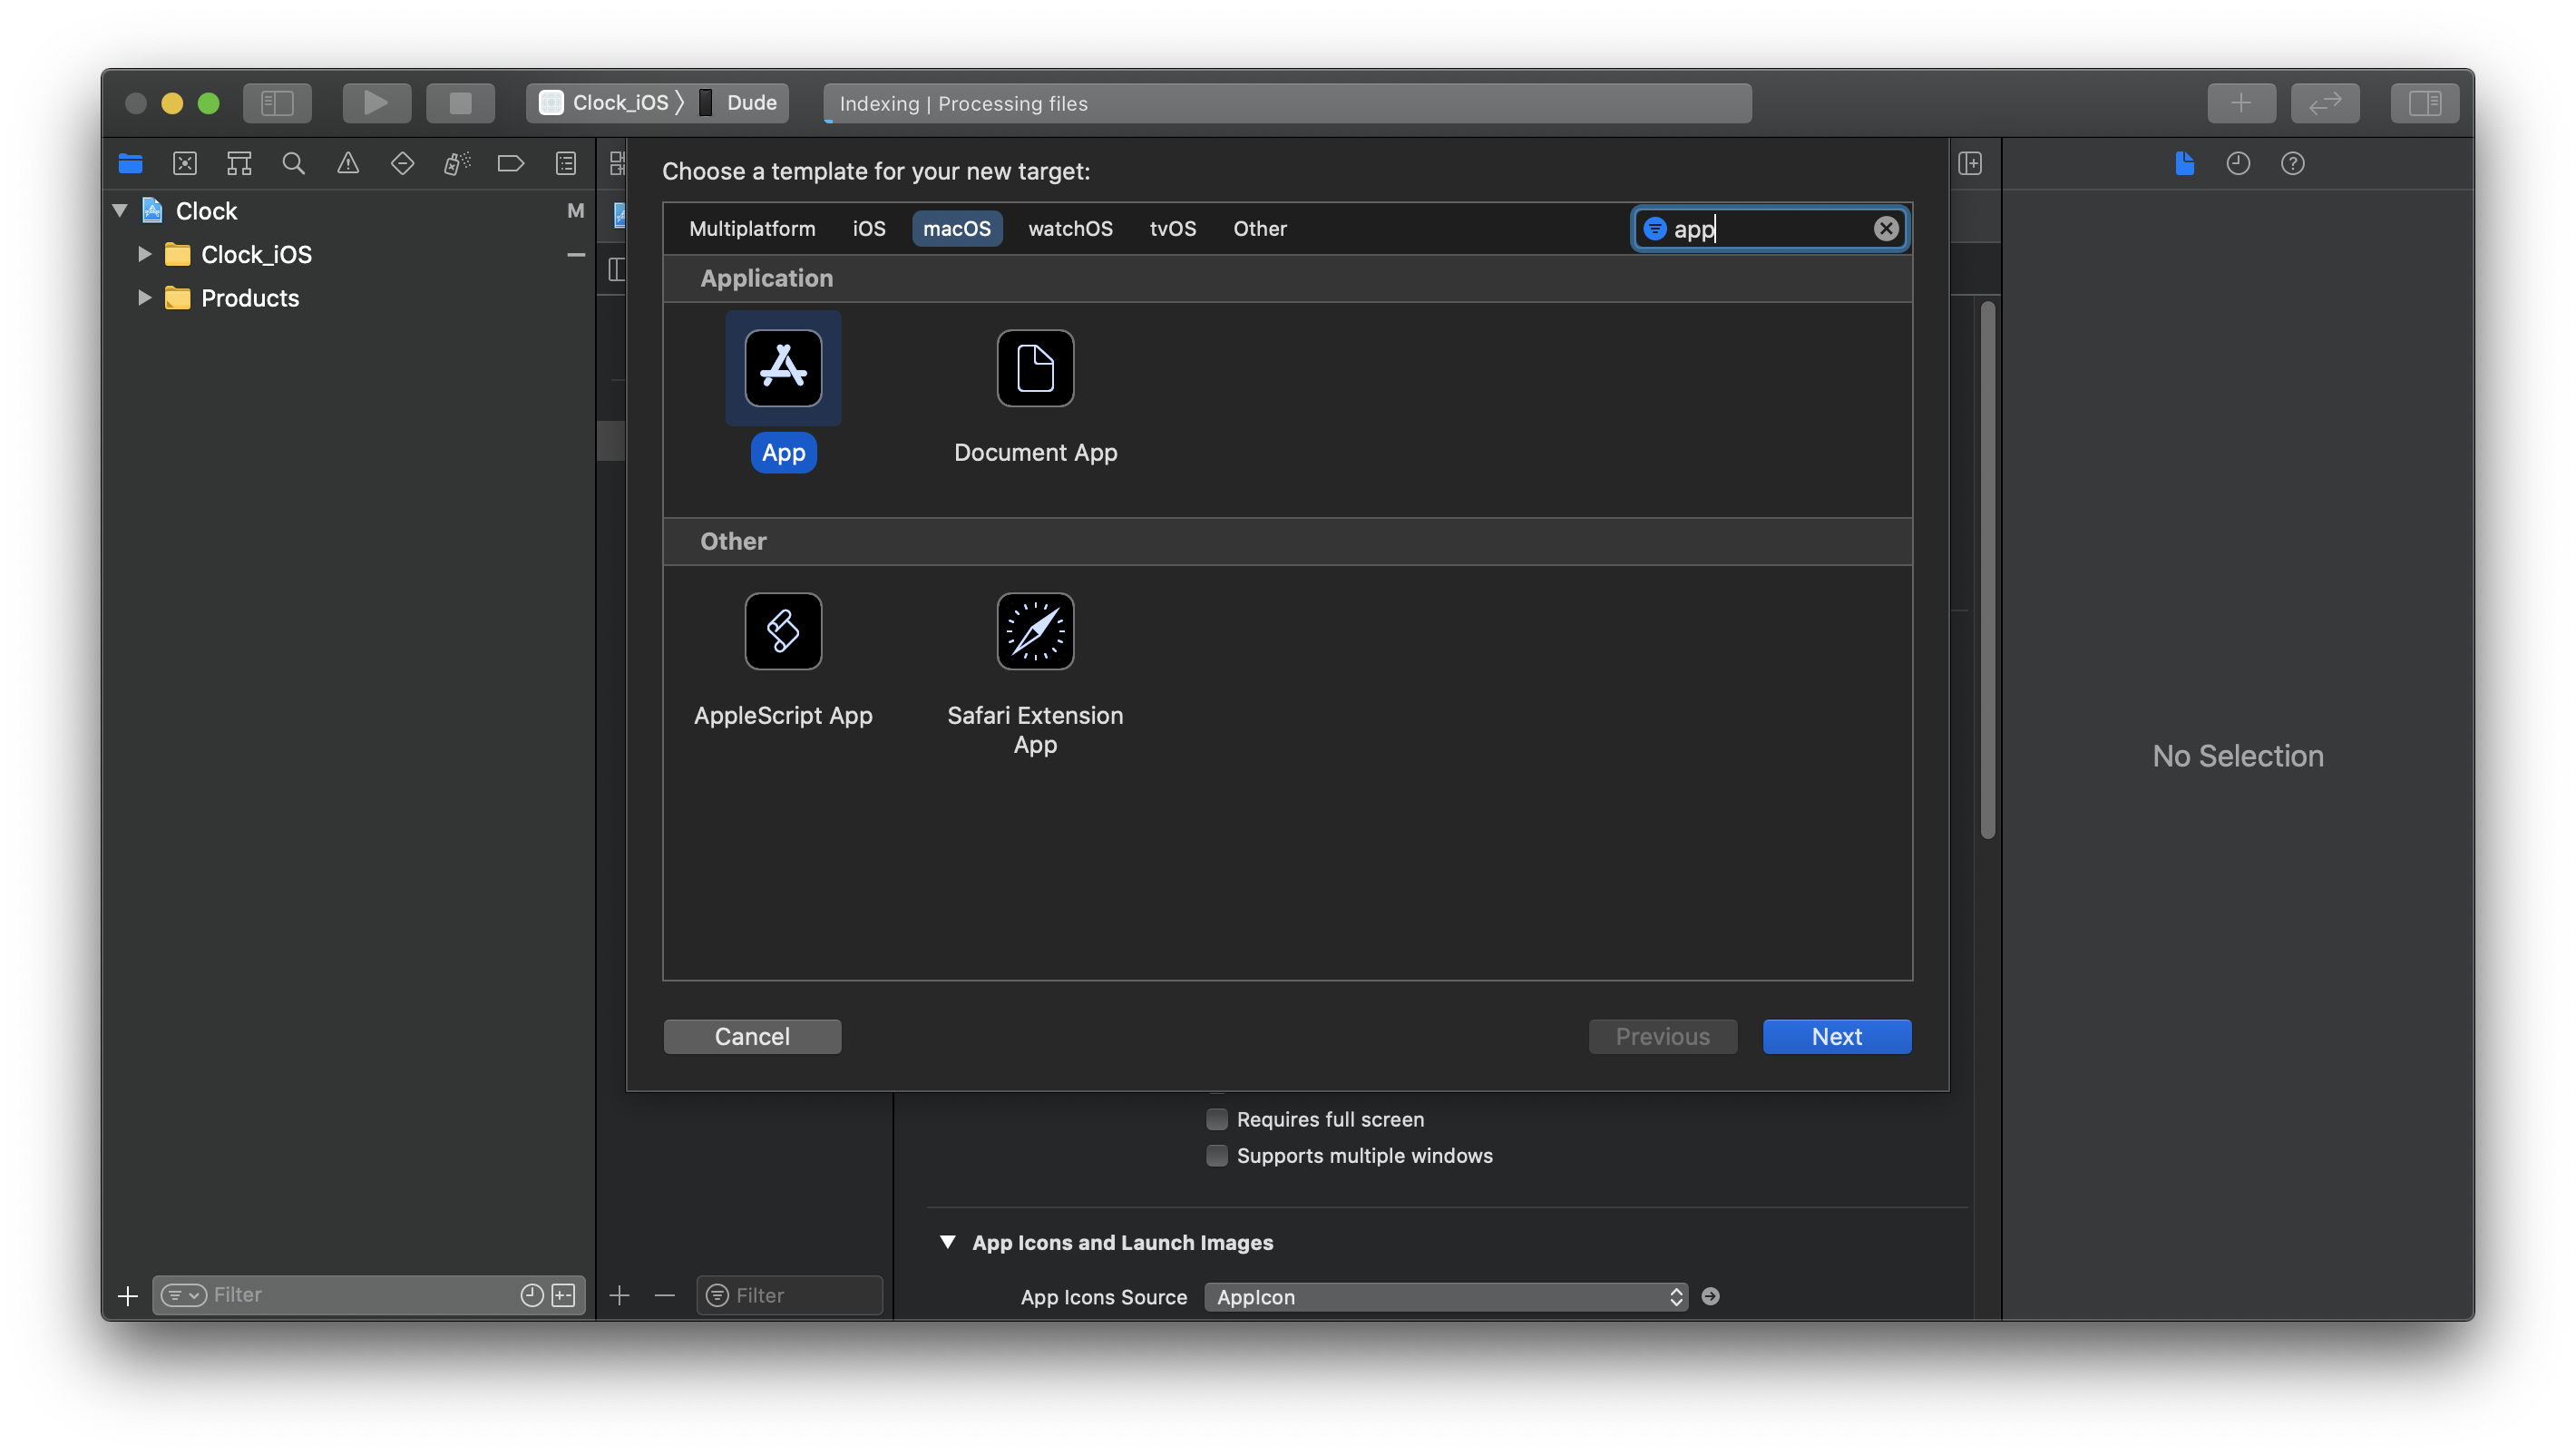 Clock_iOS Dude
Indexing | Processing files
Clock M
Clock_iOS
Products
Choose a template for your new target:
Multiplatform iOS macOS watchOS tvOS Other
app
Application
App
Document App
Other
AppleScript App
Safari Extension
App
Cancel
Previous
Next
No Selection
Requires full screen
Supports multiple windows
App Icons and Launch Images
App Icons Source AppIcon
Filter
Filter